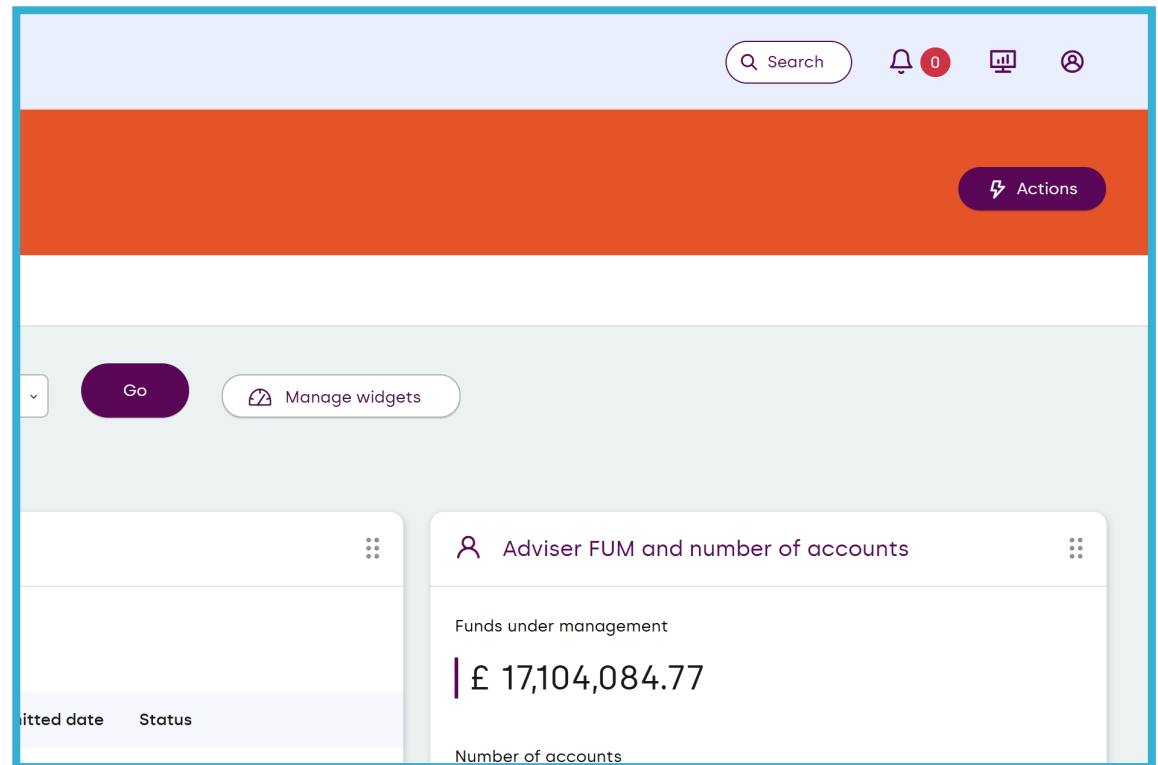 Search
0
Actions
Go
Manage widgets
Adviser FUM and number of accounts
Funds under management
£ 17,104,084.77
date Status
Number of accounts